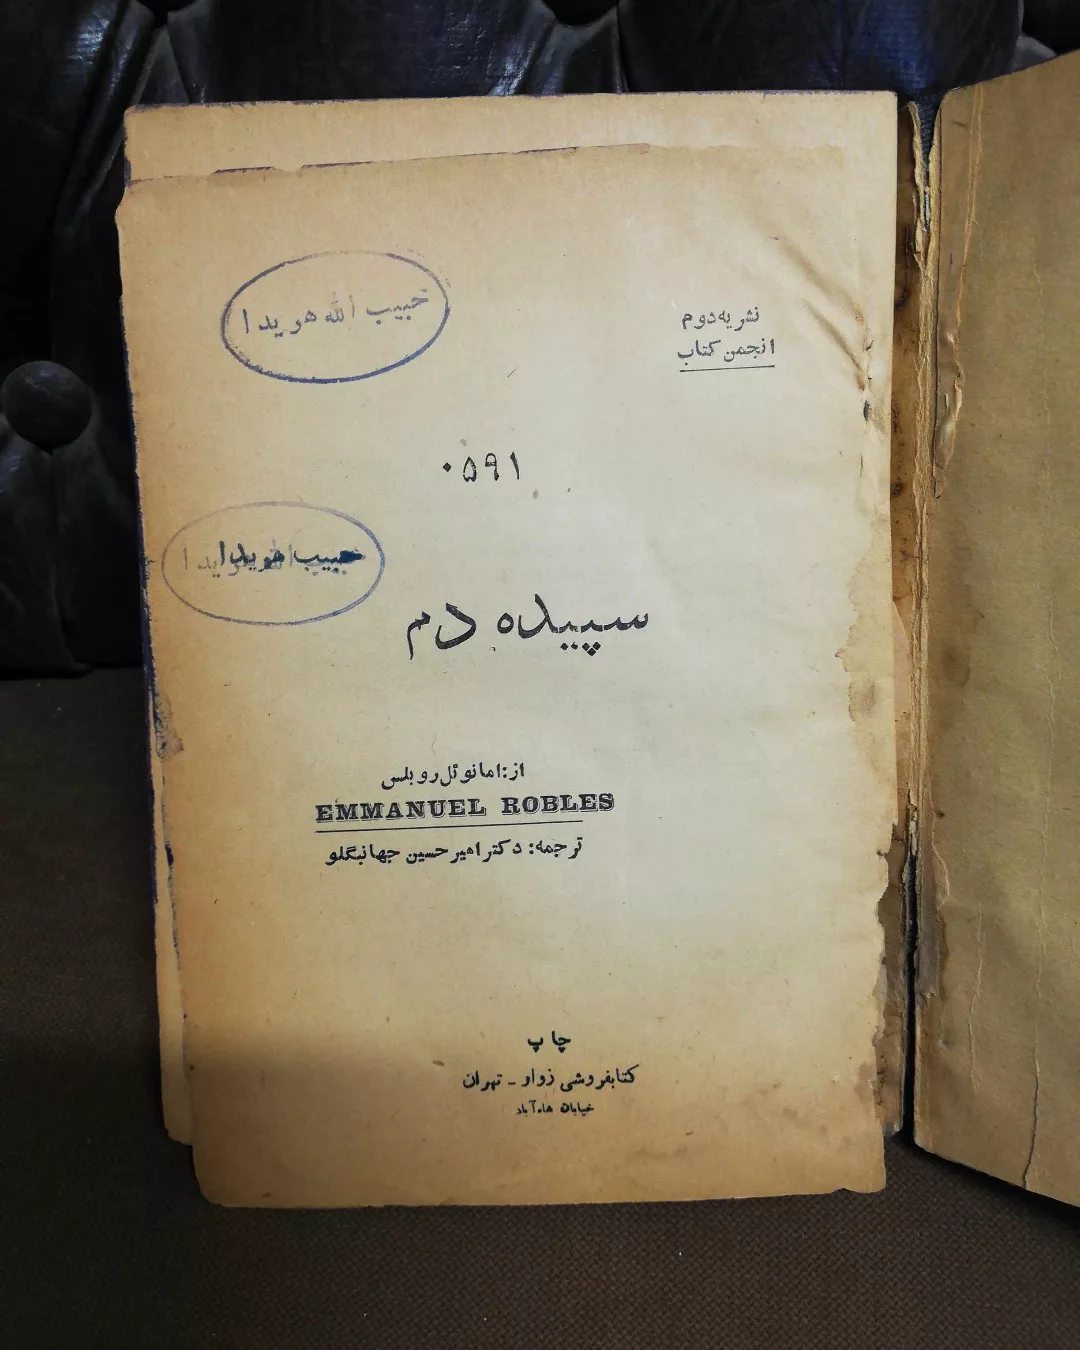 نشریه دوم
انجمن کتاب
حبیب الله هویدا
۰۵۹۱
حبیب الله هویدا
سپیده دم
از: امانوئل روبلس
EMMANUEL ROBLES
ترجمه: دکتر امیرحسین جهانبگلو
چاپ
کتابفروشی زوار - تهران
خیابان شاه‌آباد